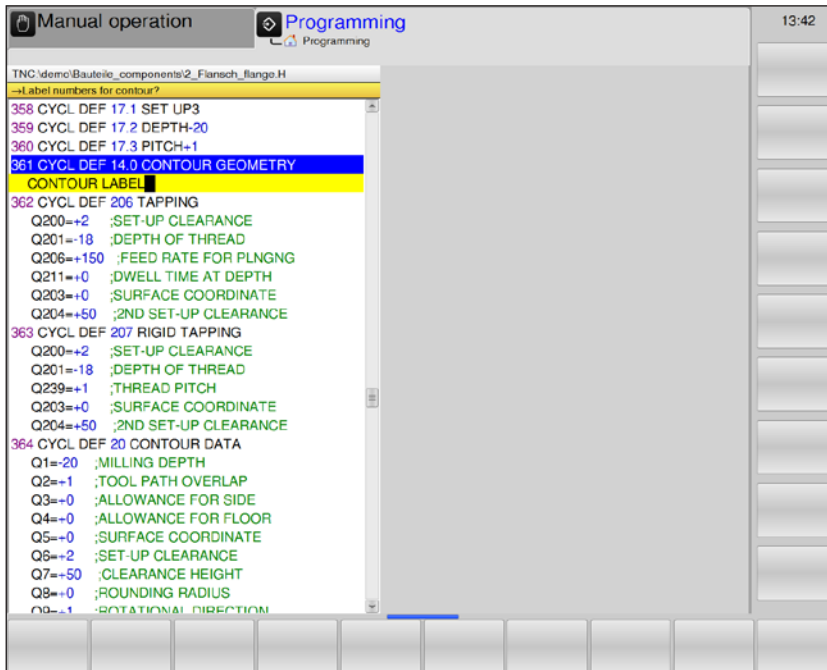 Manual operation
Programming
13:42
Programming
TNC:\demo\Bauteile_components\2_Flansch_flange.H
→Label numbers for contour?
358 CYCL DEF 17.1 SET UP3
359 CYCL DEF 17.2 DEPTH-20
360 CYCL DEF 17.3 PITCH+1
361 CYCL DEF 14.0 CONTOUR GEOMETRY
CONTOUR LABEL
362 CYCL DEF 206 TAPPING
Q200=+2 ;SET-UP CLEARANCE
Q201=-18 ;DEPTH OF THREAD
Q206=+150 ;FEED RATE FOR PLNGNG
Q211=+0 ;DWELL TIME AT DEPTH
Q203=+0 ;SURFACE COORDINATE
Q204=+50 ;2ND SET-UP CLEARANCE
363 CYCL DEF 207 RIGID TAPPING
Q200=+2 ;SET-UP CLEARANCE
Q201=-18 ;DEPTH OF THREAD
Q239=+1 ;THREAD PITCH
Q203=+0 ;SURFACE COORDINATE
Q204=+50 ;2ND SET-UP CLEARANCE
364 CYCL DEF 20 CONTOUR DATA
Q1=-20 ;MILLING DEPTH
Q2=+1 ;TOOL PATH OVERLAP
Q3=+0 ;ALLOWANCE FOR SIDE
Q4=+0 ;ALLOWANCE FOR FLOOR
Q5=+0 ;SURFACE COORDINATE
Q6=+2 ;SET-UP CLEARANCE
Q7=+50 ;CLEARANCE HEIGHT
Q8=+0 ;ROUNDING RADIUS
Q9=+1 ;ROTATIONAL DIRECTION